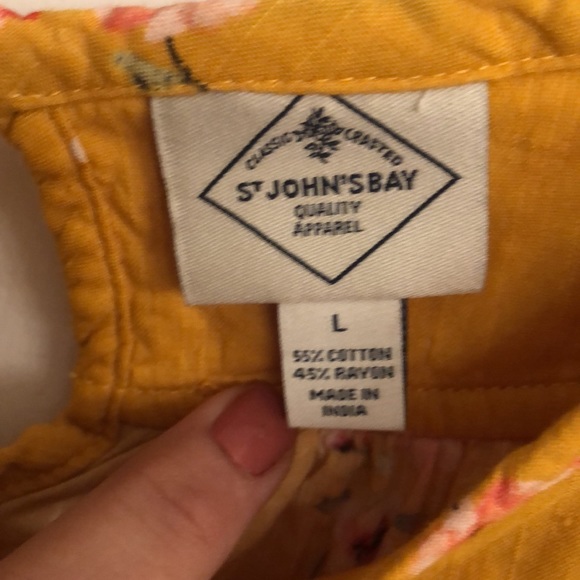 CLASSIC CRAFTED
ST JOHN'S BAY
QUALITY
APPAREL
L
55% COTTON
45% RAYON
MADE IN
INDIA